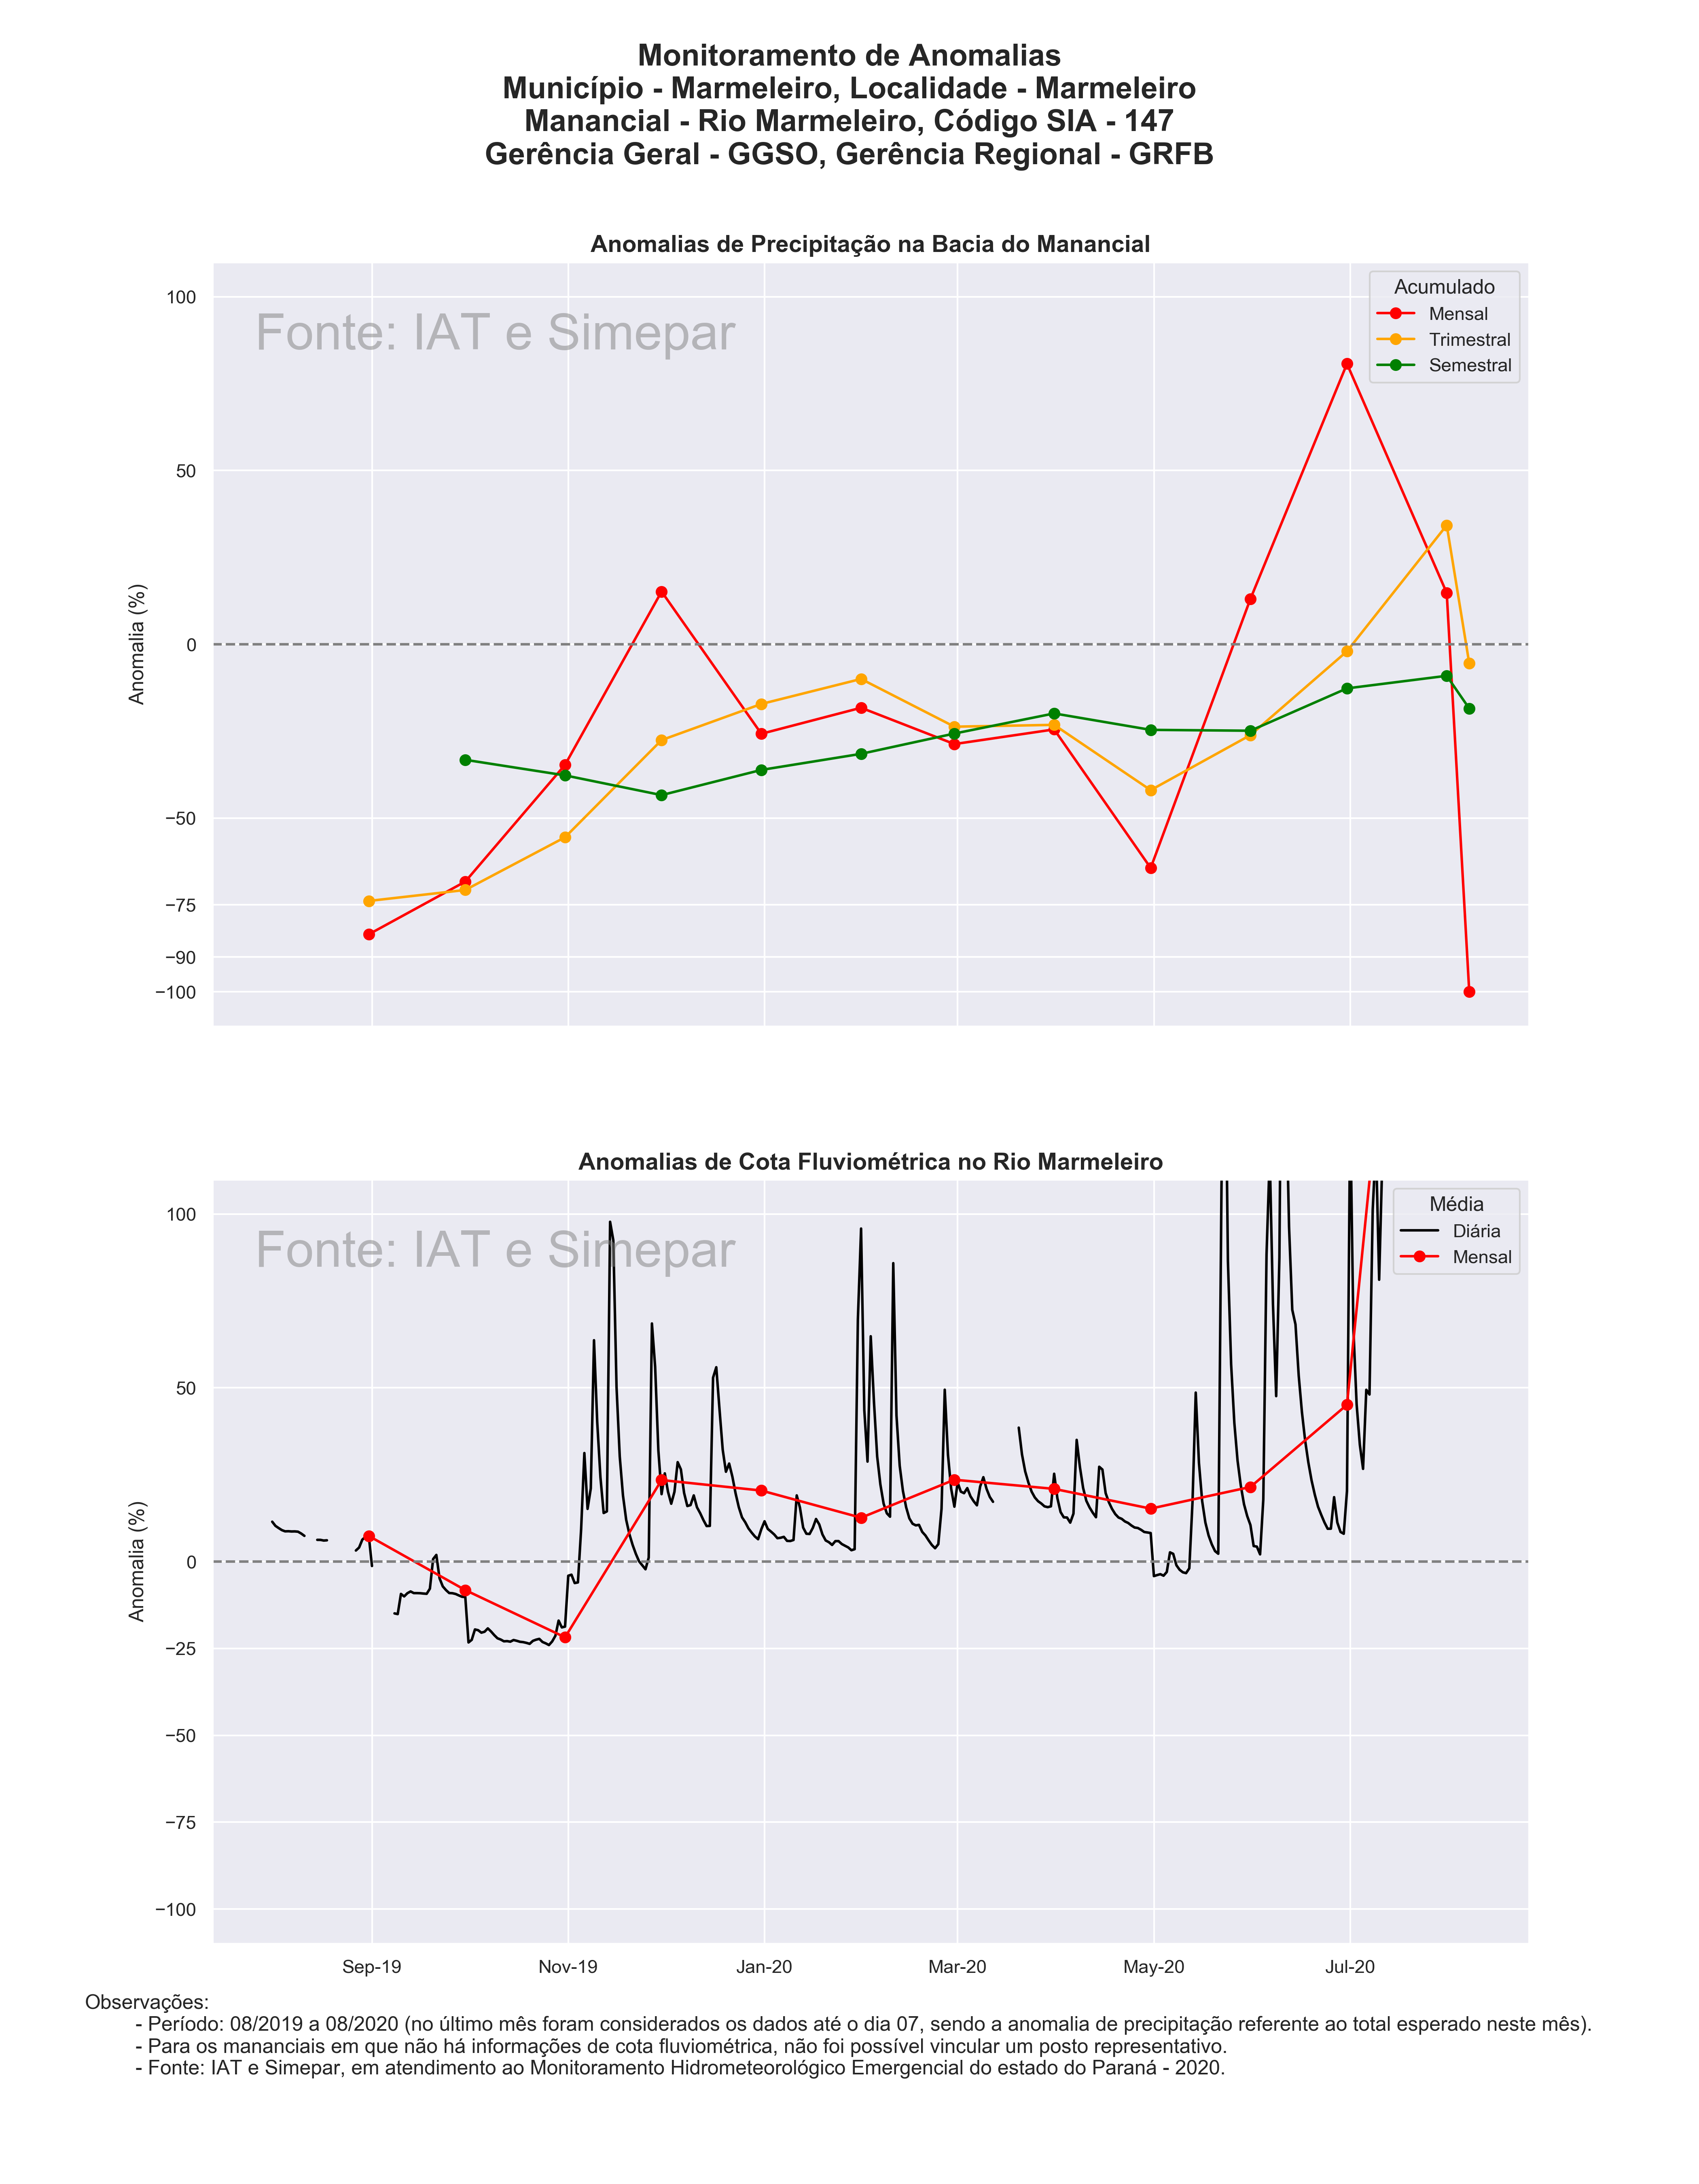 Monitoramento de Anomalias
Município - Marmeleiro, Localidade - Marmeleiro
Manancial - Rio Marmeleiro, Código SIA - 147
Gerência Geral - GGSO, Gerência Regional - GRFB
Anomalias de Precipitação na Bacia do Manancial
Fonte: IAT e Simepar
Acumulado
Mensal
Trimestral
Semestral
Anomalia (%)
100
50
0
−50
−75
−90
−100
Anomalias de Cota Fluviométrica no Rio Marmeleiro
Fonte: IAT e Simepar
Média
Diária
Mensal
Anomalia (%)
100
50
0
−25
−50
−75
−100
Sep-19 Nov-19 Jan-20 Mar-20 May-20 Jul-20
Observações:
- Período: 08/2019 a 08/2020 (no último mês foram considerados os dados até o dia 07, sendo a anomalia de precipitação referente ao total esperado neste mês).
- Para os mananciais em que não há informações de cota fluviométrica, não foi possível vincular um posto representativo.
- Fonte: IAT e Simepar, em atendimento ao Monitoramento Hidrometeorológico Emergencial do estado do Paraná - 2020.